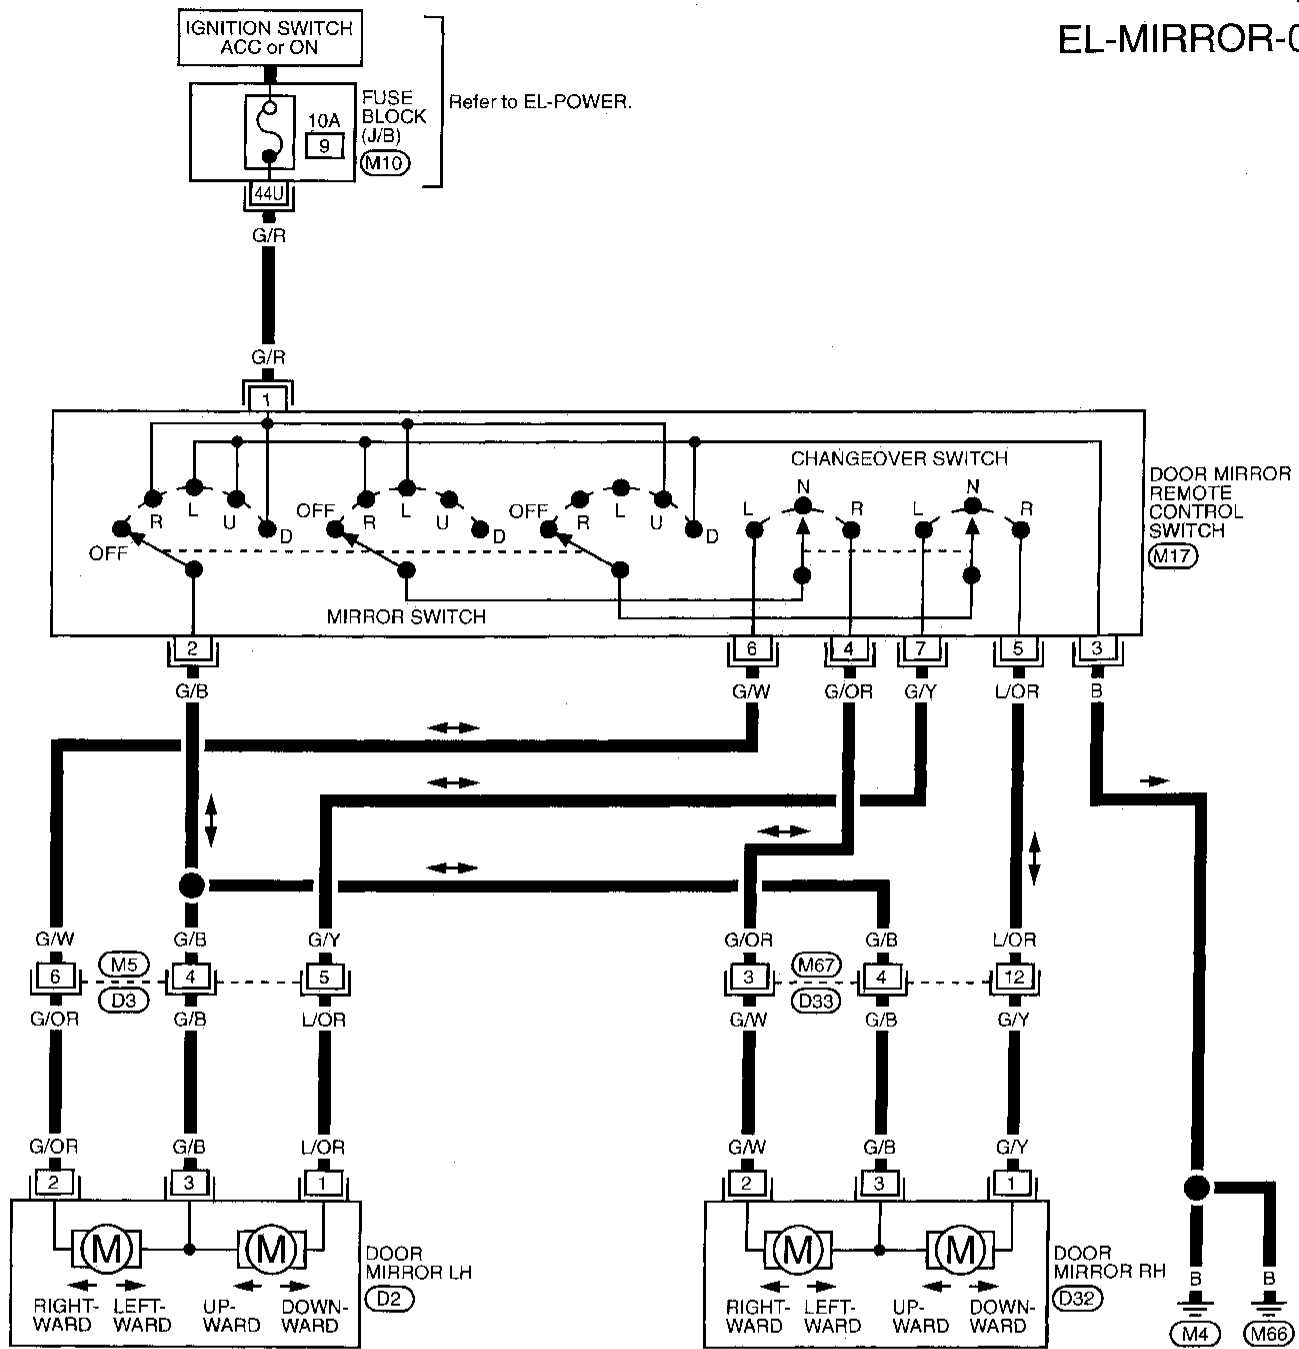 EL-MIRROR-
IGNITION SWITCH
ACC or ON
FUSE
BLOCK
(J/B)
M10
10A
9
Refer to EL-POWER.
44U
G/R
G/R
1
CHANGEOVER SWITCH
DOOR MIRROR
REMOTE
CONTROL
SWITCH
M17
OFF R L U D
OFF R L U D
OFF R L U D
L N R
L N R
MIRROR SWITCH
2 6 4 7 5 3
G/B G/W G/OR G/Y L/OR B
G/W G/B G/Y G/OR G/B L/OR
6 M5 4 5 3 M67 4 12
D3 D33
G/OR G/B L/OR G/W G/B G/Y
G/OR G/B L/OR G/W G/B G/Y
2 3 1 2 3 1
M M M M
DOOR
MIRROR LH
D2
RIGHT-
WARD
LEFT-
WARD
UP-
WARD
DOWN-
WARD
DOOR
MIRROR RH
D32
RIGHT-
WARD
LEFT-
WARD
UP-
WARD
DOWN-
WARD
B B
M4 M66